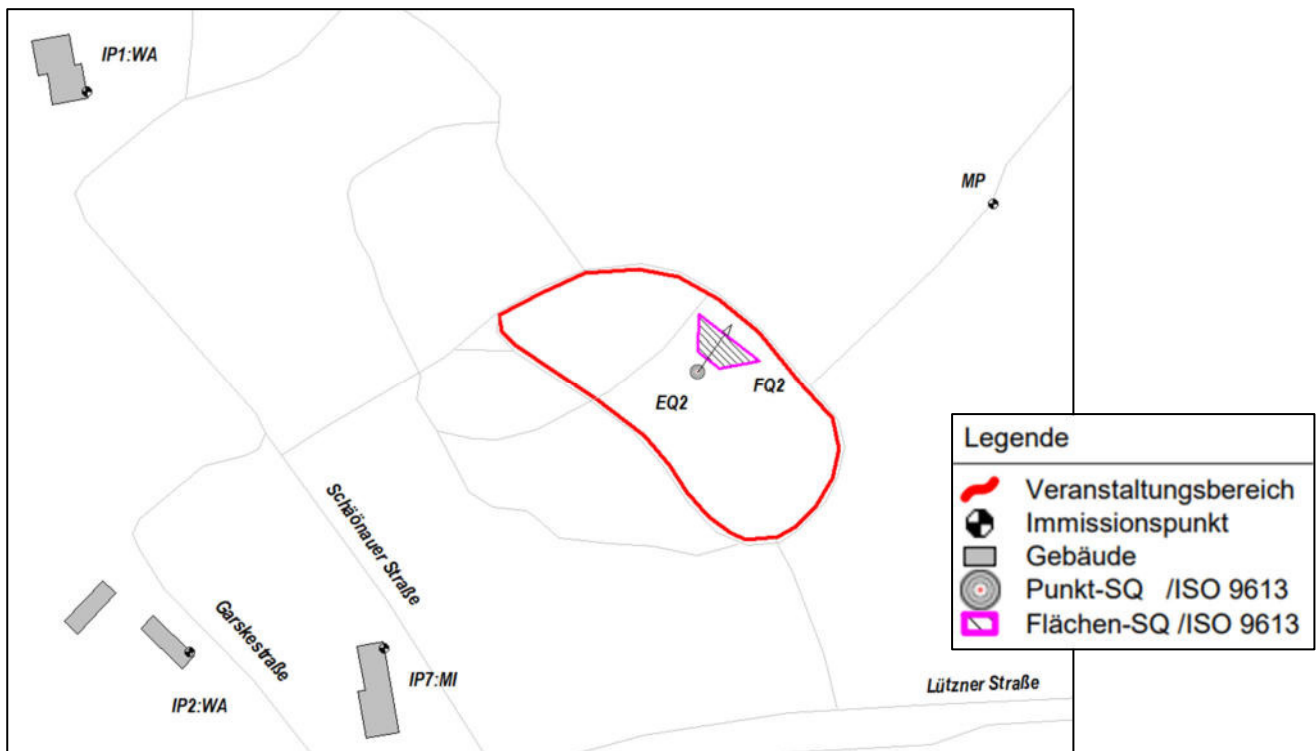 IP1:WA
MP
EQ2
FQ2
Schäönauer Straße
Garskestraße
IP2:WA
IP7:MI
Lützner Straße
Legende
Veranstaltungsbereich
Immissionspunkt
Gebäude
Punkt-SQ /ISO 9613
Flächen-SQ /ISO 9613